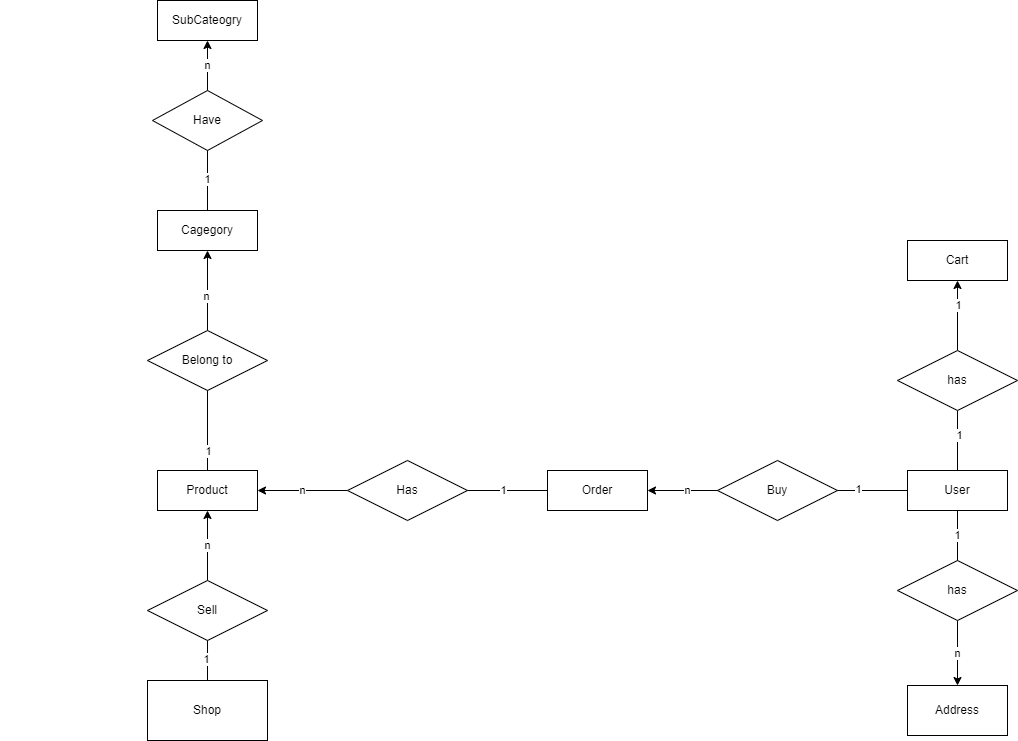 SubCateogry
n
Have
1
Cagegory
n
Cart
1
Belong to
has
1
1
Product
n
Has
1
Order
n
Buy
1
User
n
1
Sell
has
1
n
Shop
Address